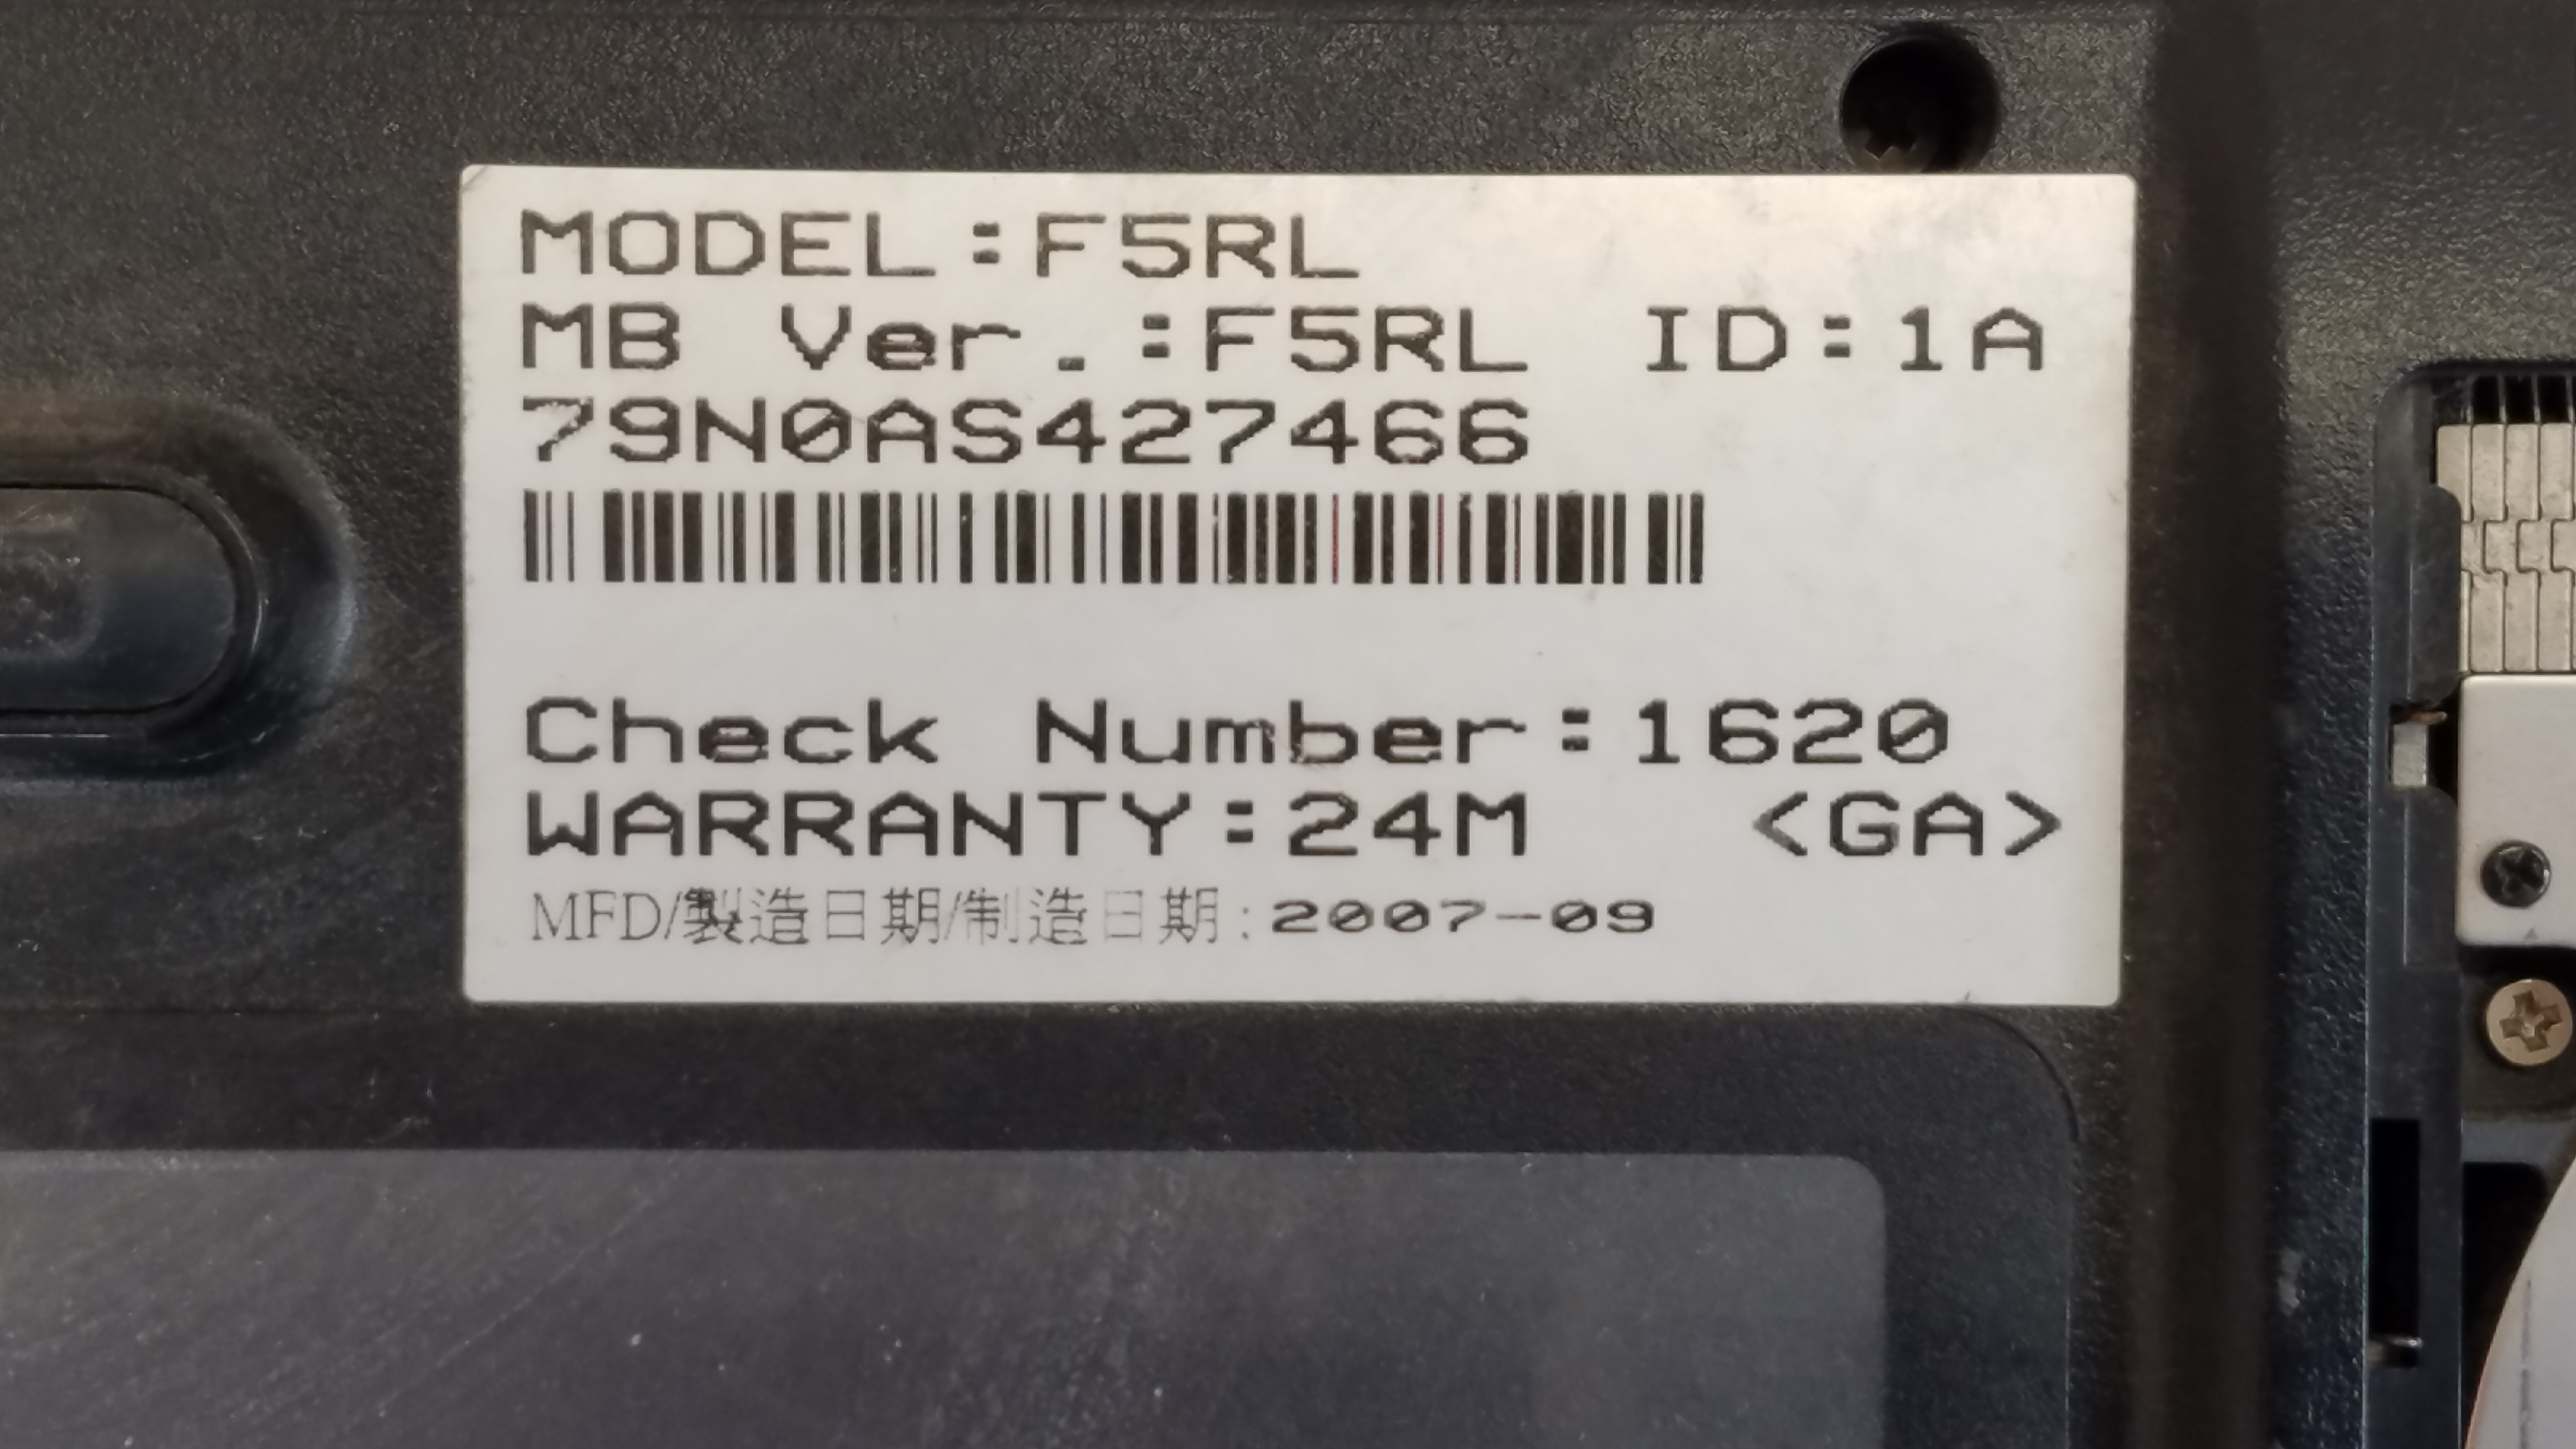 MODEL:F5RL
MB Ver.:F5RL ID:1A
79N0AS427466
Check Number:1620
WARRANTY:24M <GA>
MFD/製造日期/制造日期:2007-09